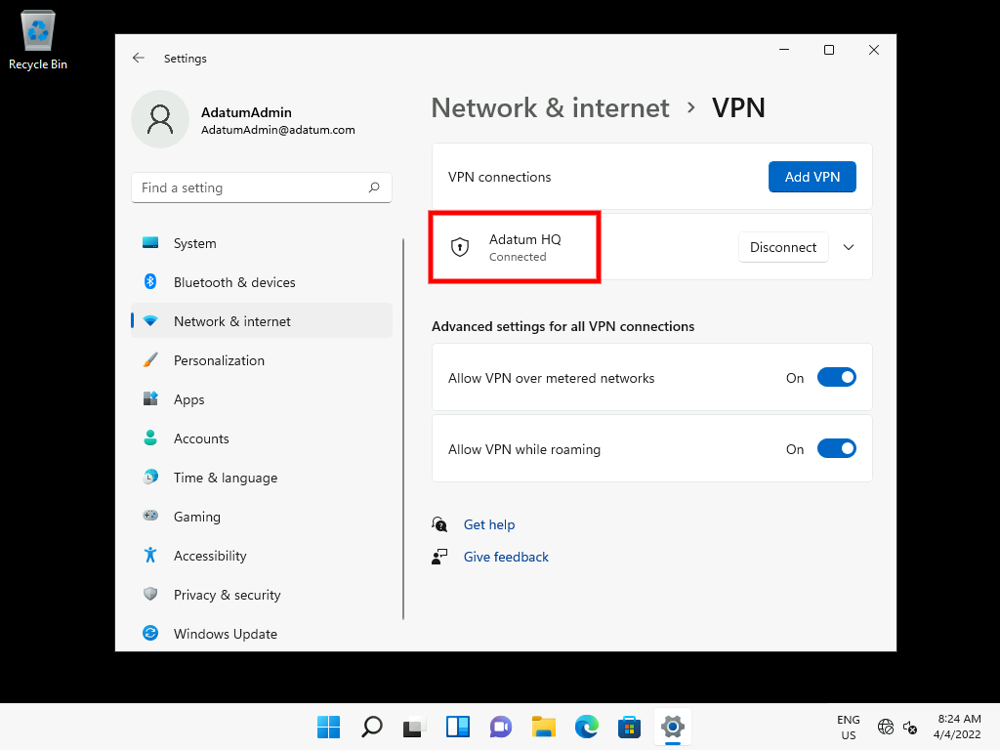 Recycle Bin
Settings
AdatumAdmin
AdatumAdmin@adatum.com
Find a setting
System
Bluetooth & devices
Network & internet
Personalization
Apps
Accounts
Time & language
Gaming
Accessibility
Privacy & security
Windows Update
Network & internet › VPN
VPN connections
Add VPN
Adatum HQ
Connected
Disconnect
Advanced settings for all VPN connections
Allow VPN over metered networks
On
Allow VPN while roaming
On
Get help
Give feedback
ENG
US
8:24 AM
4/4/2022